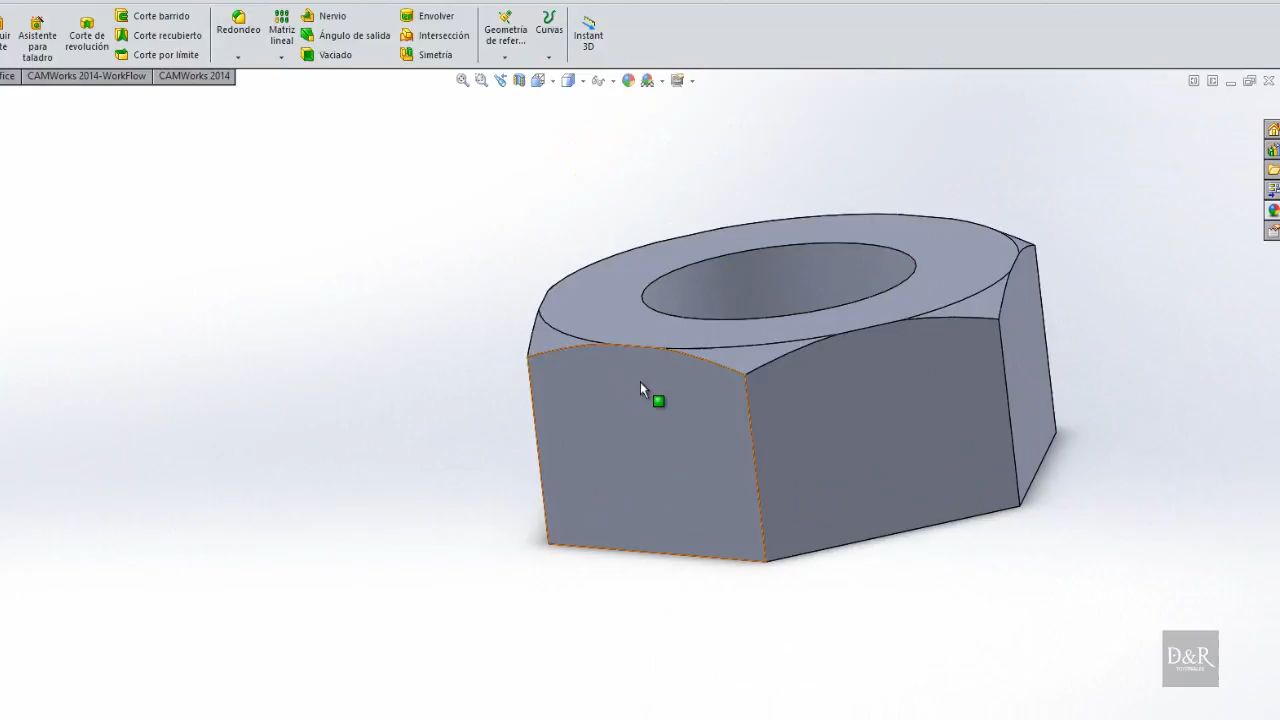 uir
te
Asistente
para
taladro
Corte de
revolución
Corte barrido
Corte recubierto
Corte por límite
Redondeo
Matriz
lineal
Nervio
Ángulo de salida
Vaciado
Envolver
Intersección
Simetría
Geometría
de refer...
Curvas
Instant
3D
fice
CAMWorks 2014-WorkFlow
CAMWorks 2014
D&R
TUTORIALES